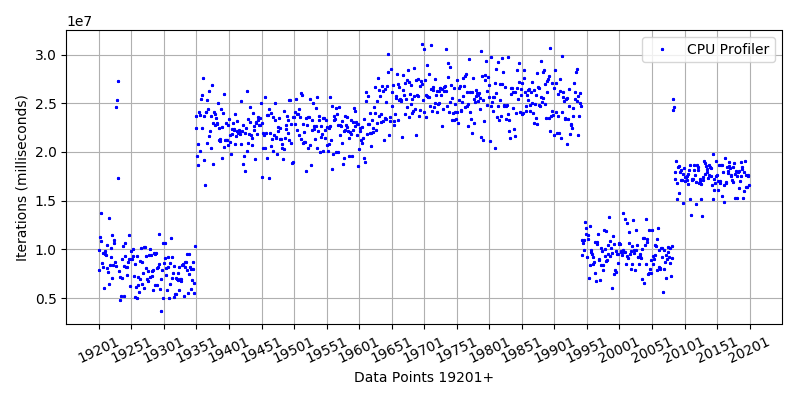 1e7
CPU Profiler
3.0
2.5
2.0
1.5
1.0
0.5
Iterations (milliseconds)
19201 19251 19301 19351 19401 19451 19501 19551 19601 19651 19701 19751 19801 19851 19901 19951 20001 20051 20101 20151 20201
Data Points 19201+